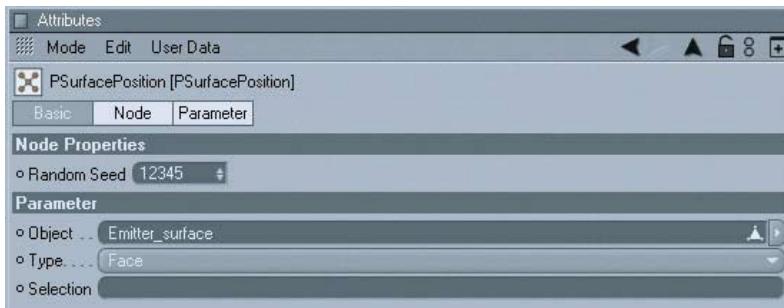 Attributes
Mode Edit User Data
PSurfacePosition [PSurfacePosition]
Basic Node Parameter
Node Properties
Random Seed 12345
Parameter
Object . . Emitter_surface
Type. . . . Face
Selection